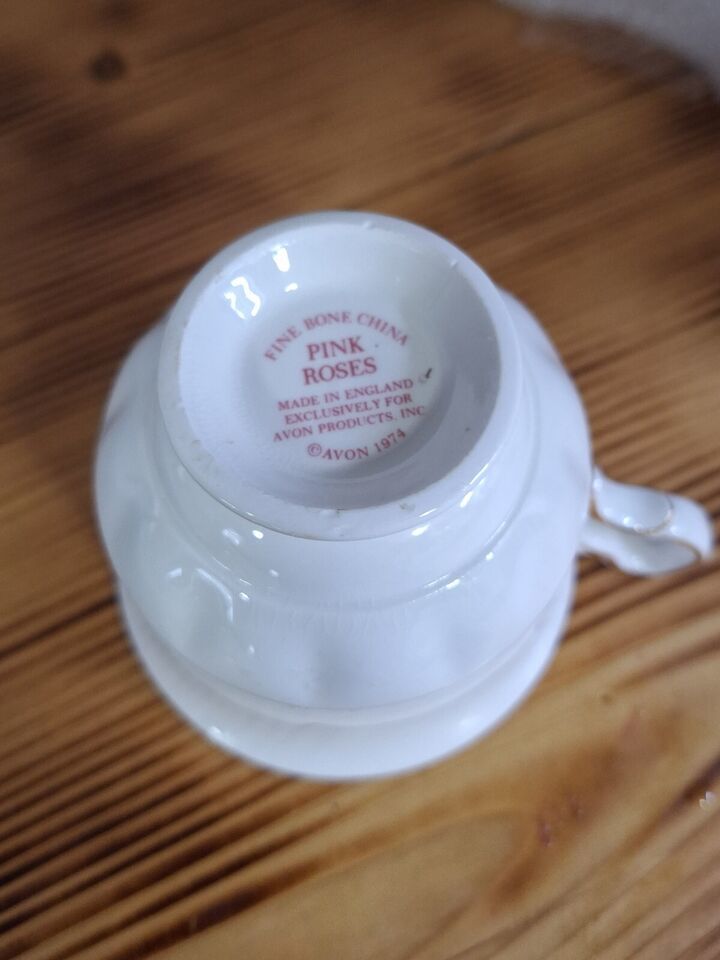 FINE BONE CHINA
PINK
ROSES
MADE IN ENGLAND
EXCLUSIVELY FOR
AVON PRODUCTS, INC
©AVON 1974